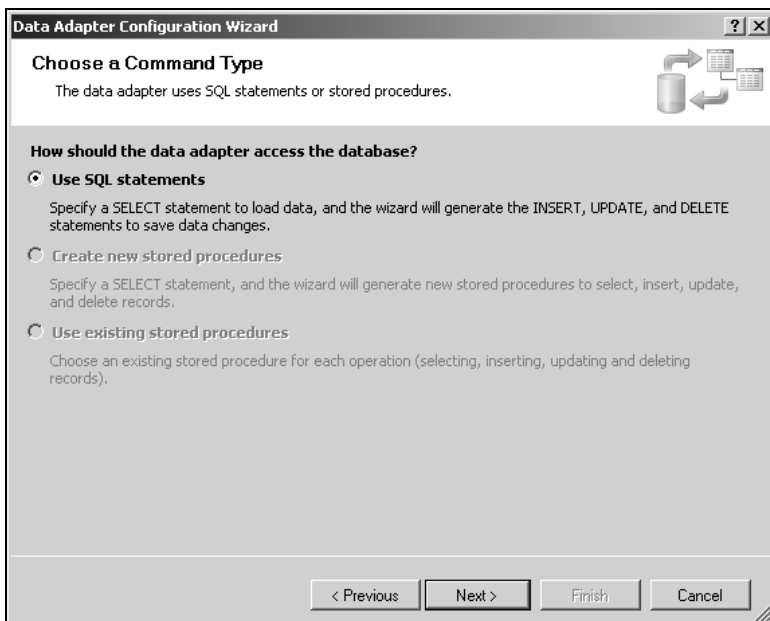 Data Adapter Configuration Wizard
Choose a Command Type
The data adapter uses SQL statements or stored procedures.
How should the data adapter access the database?
Use SQL statements
Specify a SELECT statement to load data, and the wizard will generate the INSERT, UPDATE, and DELETE
statements to save data changes.
Create new stored procedures
Specify a SELECT statement, and the wizard will generate new stored procedures to select, insert, update,
and delete records.
Use existing stored procedures
Choose an existing stored procedure for each operation (selecting, inserting, updating and deleting
records).
< Previous Next > Finish Cancel